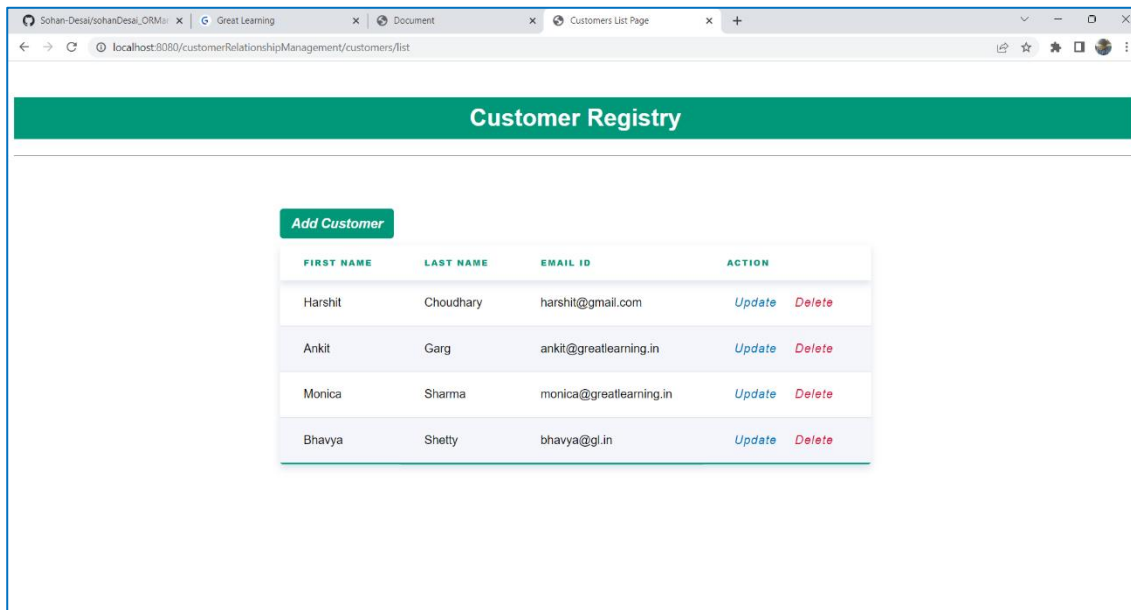 Sohan-Desai/sohanDesai_ORMa Great Learning Document Customers List Page
localhost:8080/customerRelationshipManagement/customers/list
Customer Registry
Add Customer
FIRST NAME LAST NAME EMAIL ID ACTION
Harshit Choudhary harshit@gmail.com Update Delete
Ankit Garg ankit@greatlearning.in Update Delete
Monica Sharma monica@greatlearning.in Update Delete
Bhavya Shetty bhavya@gl.in Update Delete